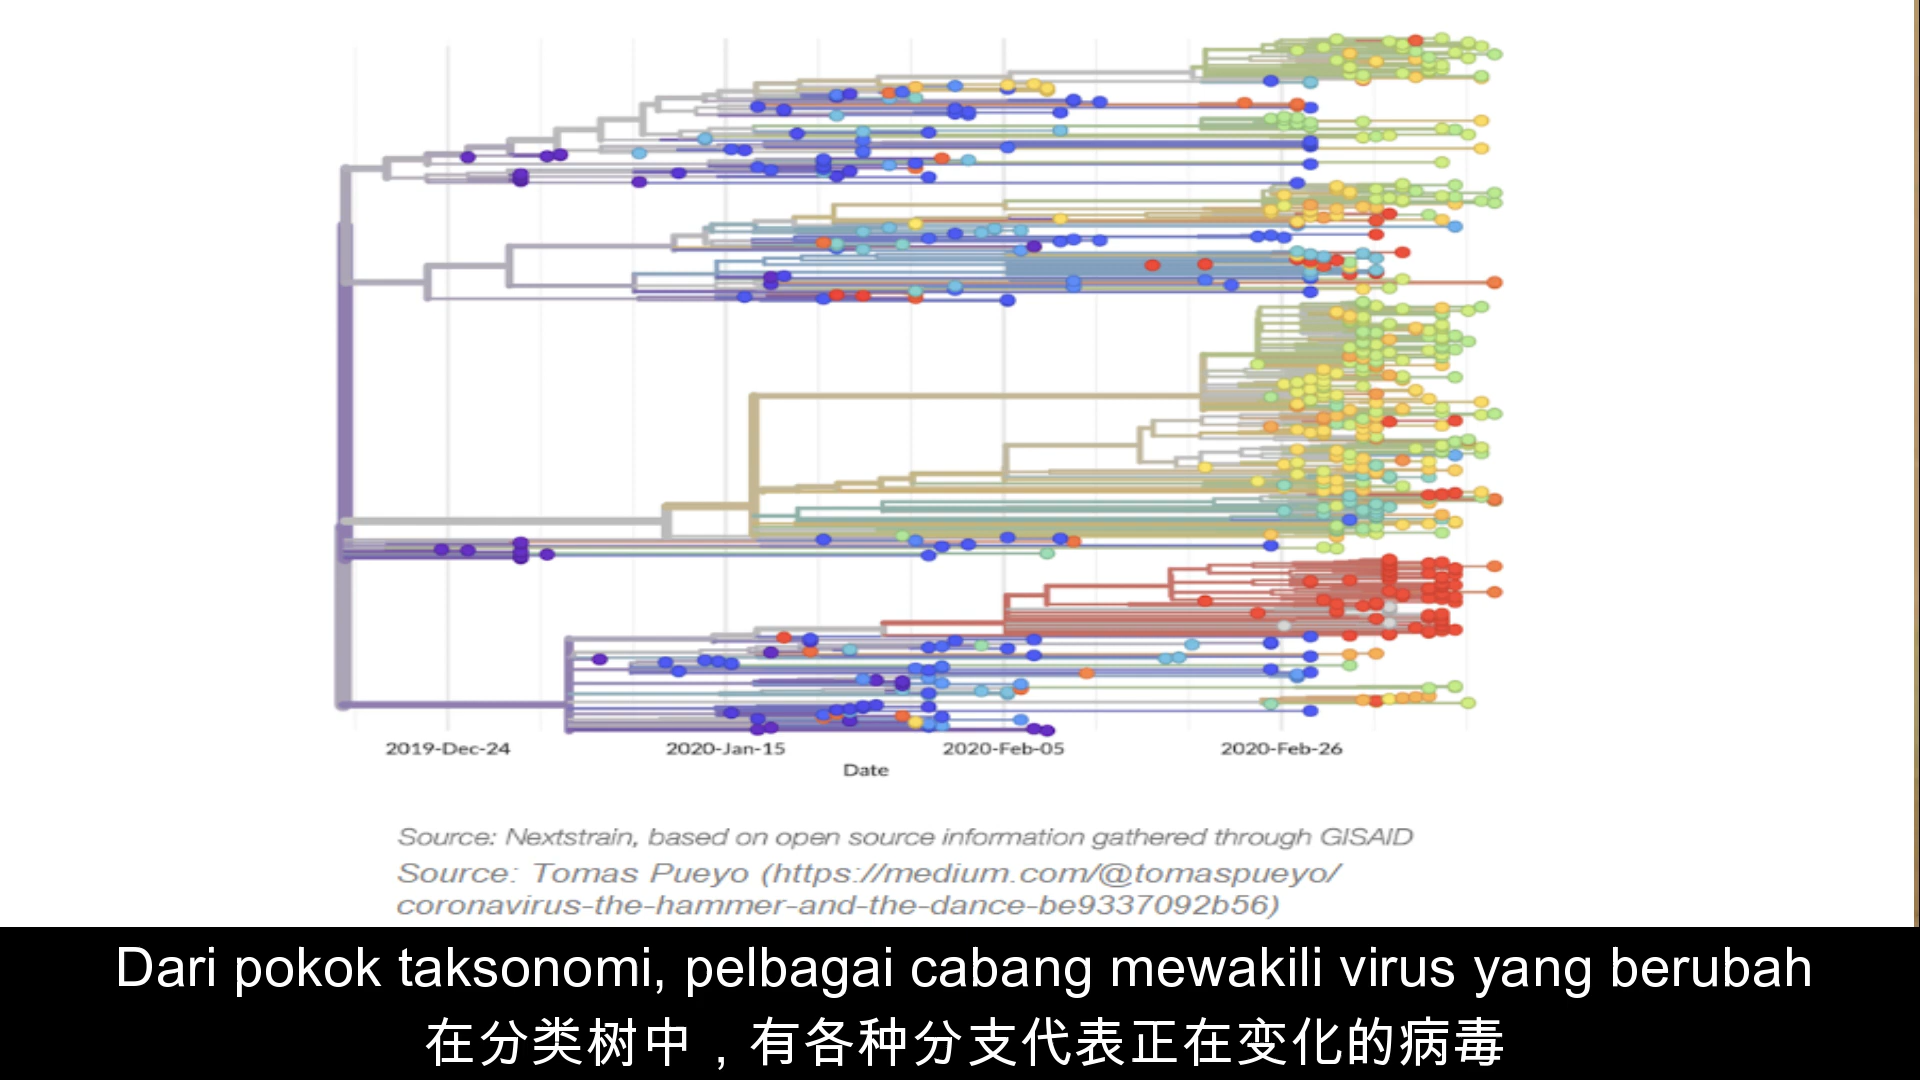 2019-Dec-24 2020-Jan-15 2020-Feb-05 2020-Feb-26
Date
Source: Nextstrain, based on open source information gathered through GISAID
Source: Tomas Pueyo (https://medium.com/@tomaspueyo/
coronavirus-the-hammer-and-the-dance-be9337092b56)
Dari pokok taksonomi, pelbagai cabang mewakili virus yang berubah
在分类树中，有各种分支代表正在变化的病毒